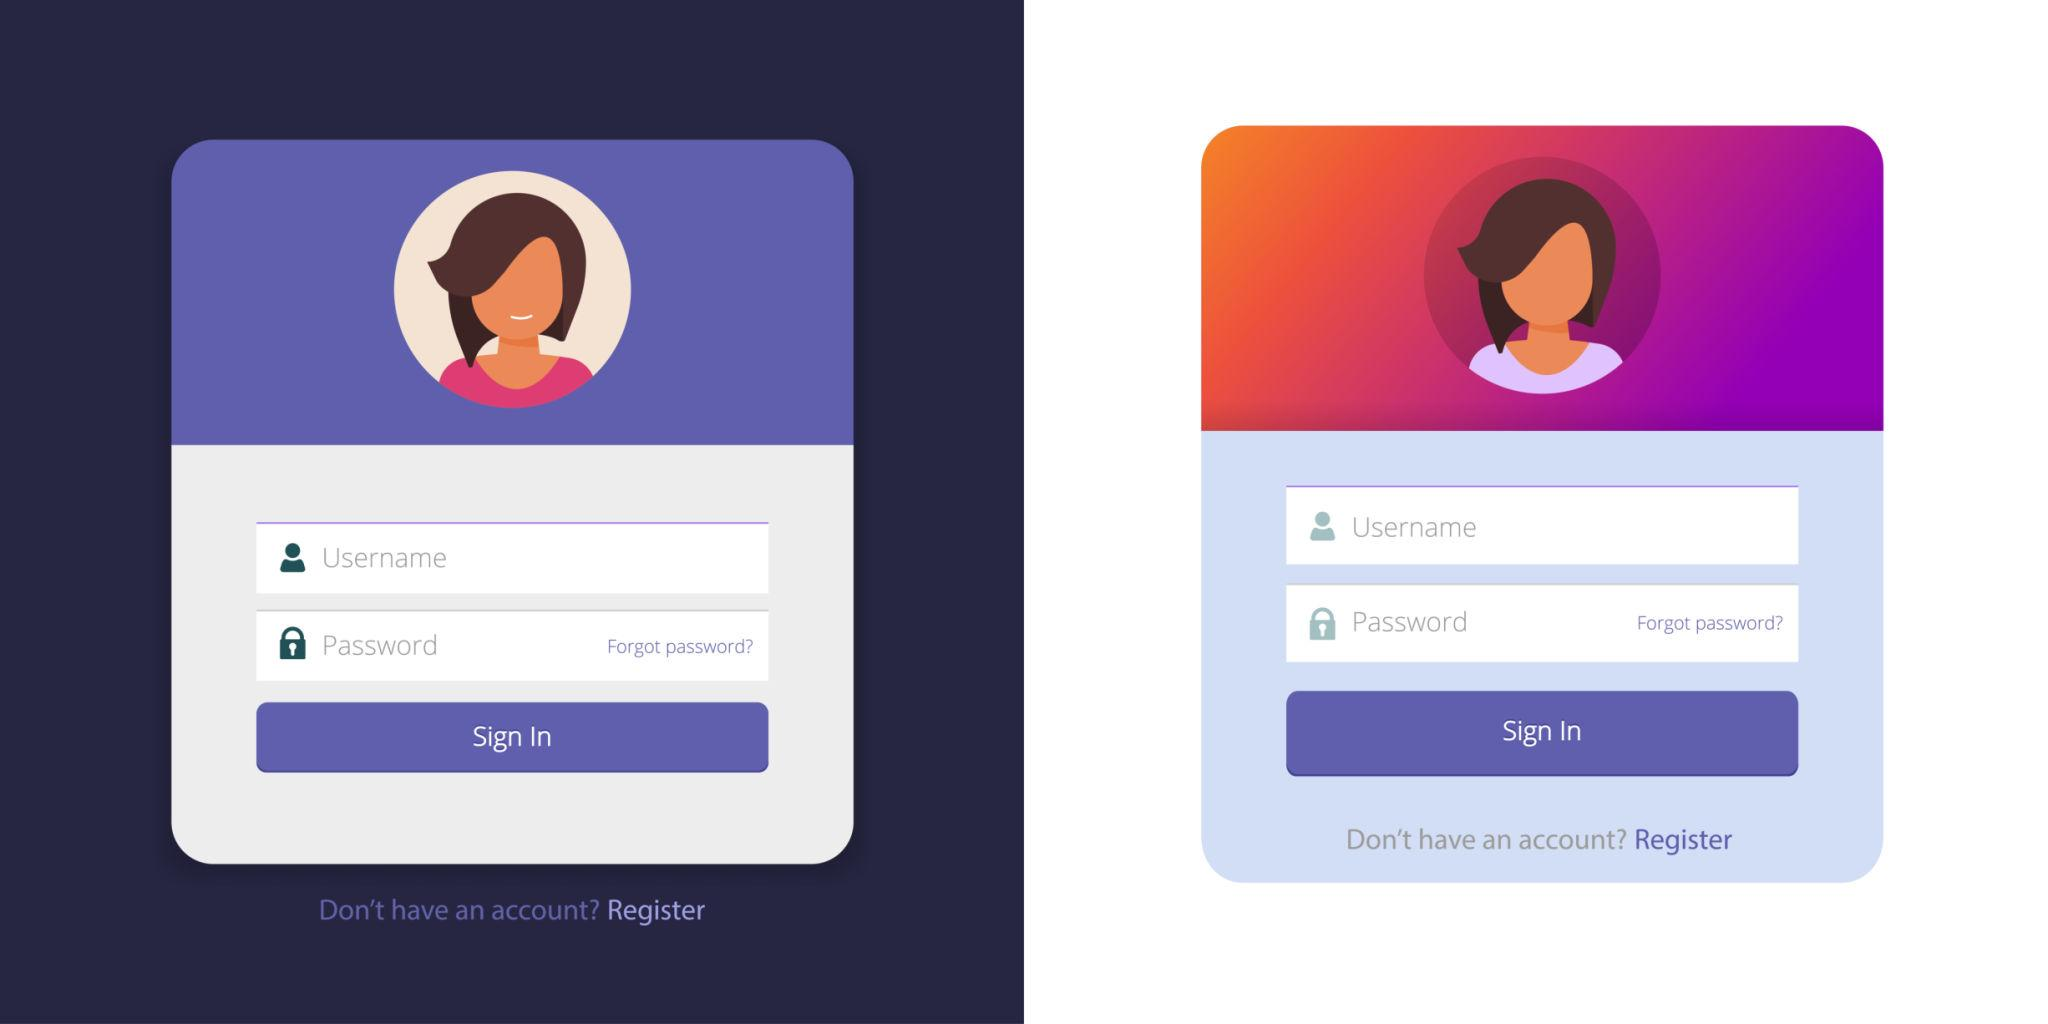 Username
Password
Forgot password?
Sign In
Don’t have an account? Register
Username
Password
Forgot password?
Sign In
Don’t have an account? Register